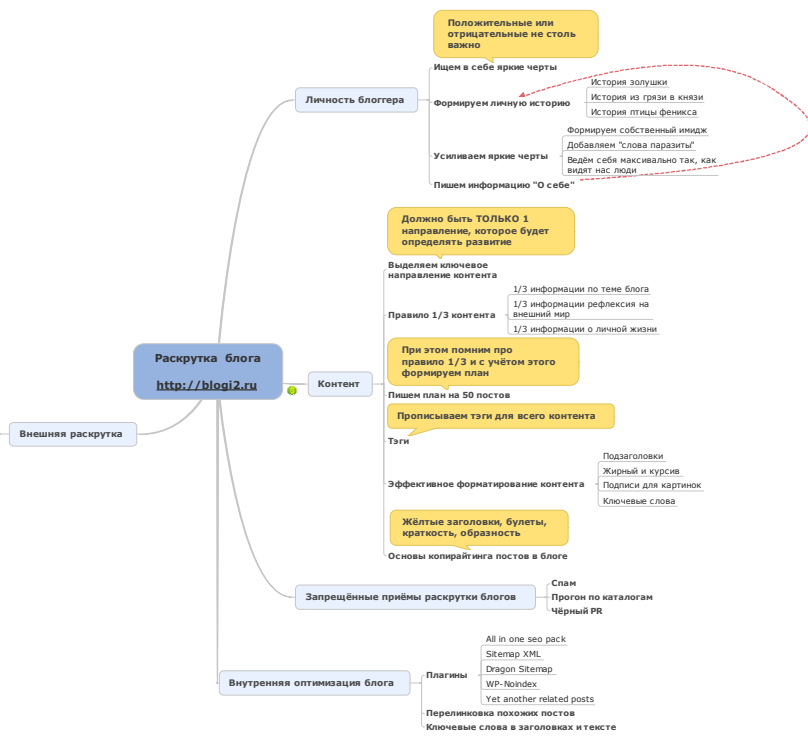 Положительные или
отрицательные не столь
важно
Ищем в себе яркие черты
Личность блоггера
Формируем личную историю
История золушки
История из грязи в князи
История птицы феникса
Усиливаем яркие черты
Формируем собственный имидж
Добавляем "слова паразиты"
Ведём себя максивально так, как
видят нас люди
Пишем информацию "О себе"
Должно быть ТОЛЬКО 1
направление, которое будет
определять развитие
Выделяем ключевое
направление контента
Правило 1/3 контента
1/3 информации по теме блога
1/3 информации рефлексия на
внешний мир
1/3 информации о личной жизни
Раскрутка блога
http://blogi2.ru
Контент
При этом помним про
правило 1/3 и с учётом этого
формируем план
Пишем план на 50 постов
Прописываем тэги для всего контента
Тэги
Внешняя раскрутка
Эффективное форматирование контента
Подзаголовки
Жирный и курсив
Подписи для картинок
Ключевые слова
Жёлтые заголовки, булеты,
краткость, образность
Основы копирайтинга постов в блоге
Запрещённые приёмы раскрутки блогов
Спам
Прогон по каталогам
Чёрный PR
Внутренняя оптимизация блога
Плагины
All in one seo pack
Sitemap XML
Dragon Sitemap
WP-Noindex
Yet another related posts
Перелинковка похожих постов
Ключевые слова в заголовках и тексте